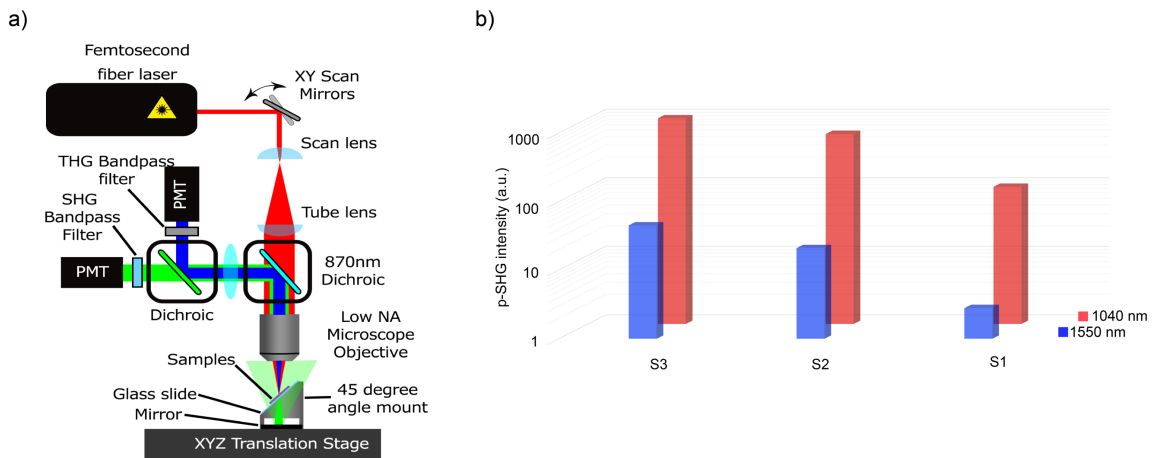 a)
Femtosecond
fiber laser
XY Scan
Mirrors
Scan lens
THG Bandpass
filter
PMT
SHG
Bandpass
Filter
Tube lens
PMT
870nm
Dichroic
Dichroic
Low NA
Microscope
Objective
Samples
Glass slide
45 degree
angle mount
Mirror
XYZ Translation Stage
b)
p-SHG intensity (a.u.)
1000
100
10
1
S3
S2
S1
1040 nm
1550 nm